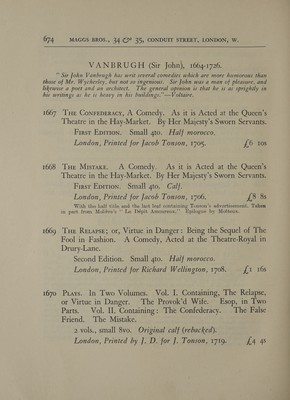 674 MAGGS BROS., 34 & 35, CONDUIT STREET, LONDON, W.
VANBRUGH (Sir John), 1664-1726.
" Sir John Vanbrugh has writ several comedies which are more humorous than
those of Mr. Wycherley, but not so ingenious. Sir John was a man of pleasure, and
likewise a poet and an architect. The general opinion is that he is as sprightly in
his writings as he is heavy in his buildings."—Voltaire.
1667 THE CONFEDERACY, A Comedy. As it is Acted at the Queen's
Theatre in the Hay-Market. By Her Majesty's Sworn Servants.
FIRST EDITION. Small 4to. Half morocco.
London, Printed for Jacob Tonson, 1705. £6 10s
1668 THE MISTAKE. A Comedy. As it is Acted at the Queen's
Theatre in the Hay-Market. By Her Majesty's Sworn Servants.
FIRST EDITION. Small 4to. Calf.
London, Printed for Jacob Tonson, 1706. £8 8s
With the half title and the last leaf containing Tonson's advertisement. Taken
in part from Molière's " Le Dépit Amoureux." Epilogue by Motteux.
1669 THE RELAPSE; or, Virtue in Danger: Being the Sequel of The
Fool in Fashion. A Comedy, Acted at the Theatre-Royal in
Drury-Lane.
Second Edition. Small 4to. Half morocco.
London, Printed for Richard Wellington, 1708. £1 16s
1670 PLAYS. In Two Volumes. Vol. I. Containing, The Relapse,
or Virtue in Danger. The Provok'd Wife. Esop, in Two
Parts. Vol. II. Containing: The Confederacy. The False
Friend. The Mistake.
2 vols., small 8vo. Original calf (rebacked).
London, Printed by J. D. for J. Tonson, 1719. £4 4s